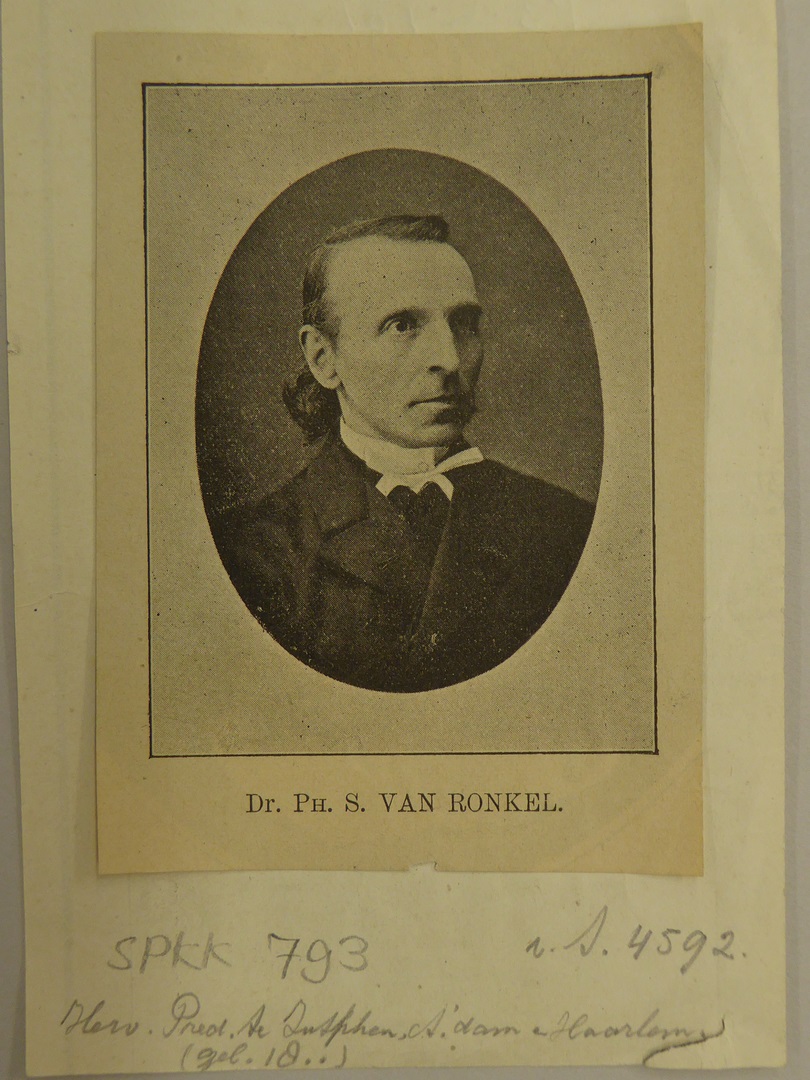 Dr. PH. S. VAN RONKEL.
SPKK 793
v. S. 4592.
Herv. Pred. te Zutphen, A'dam & Haarlem
(geb. 18..)